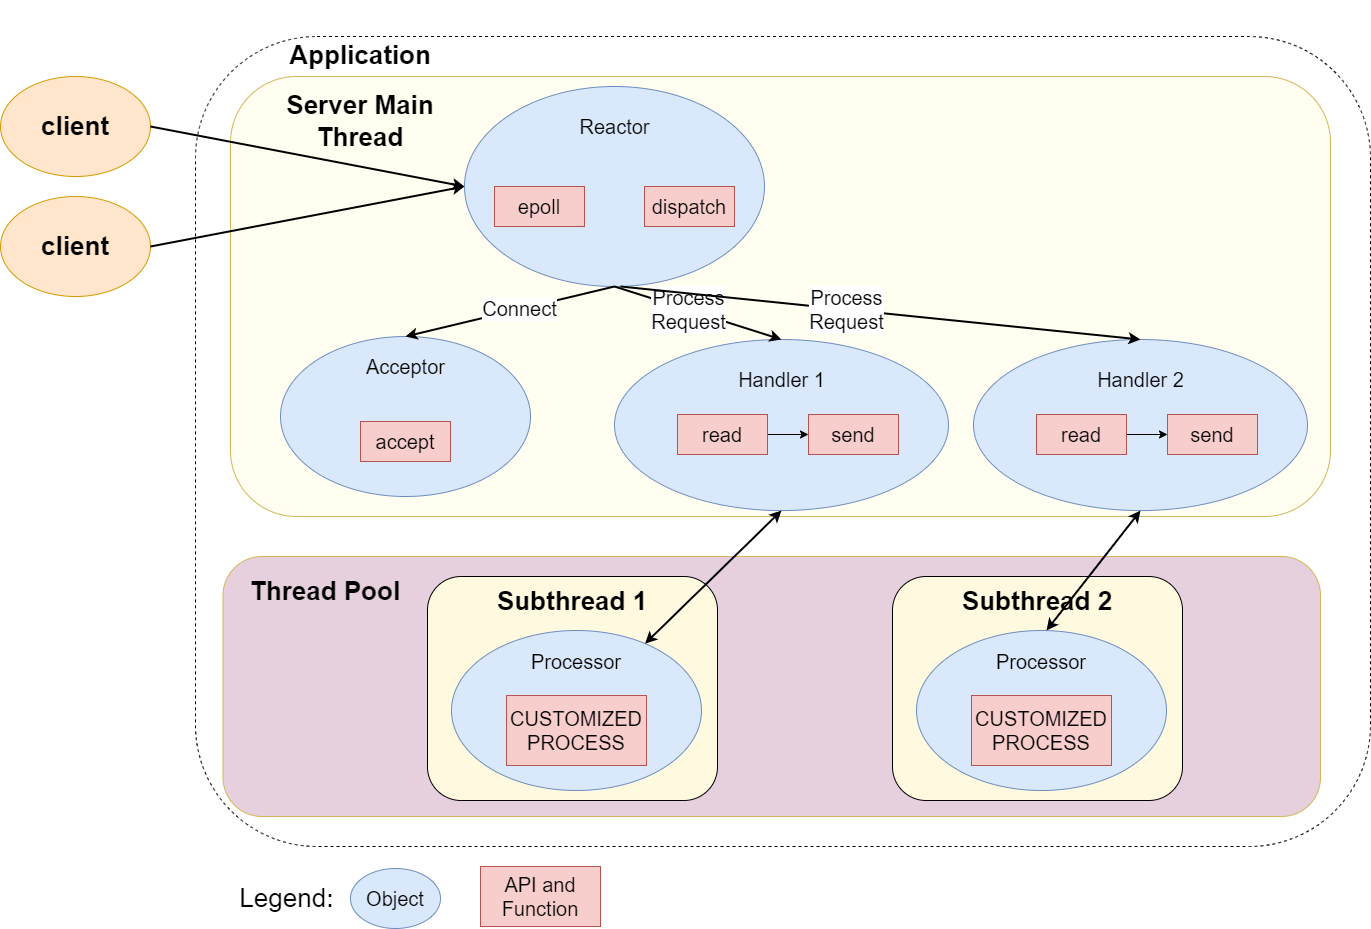 Application
Server Main
Thread
client
client
Reactor
epoll
dispatch
Connect
Process
Request
Process
Request
Acceptor
accept
Handler 1
read
send
Handler 2
read
send
Thread Pool
Subthread 1
Processor
CUSTOMIZED
PROCESS
Subthread 2
Processor
CUSTOMIZED
PROCESS
Legend:
Object
API and
Function